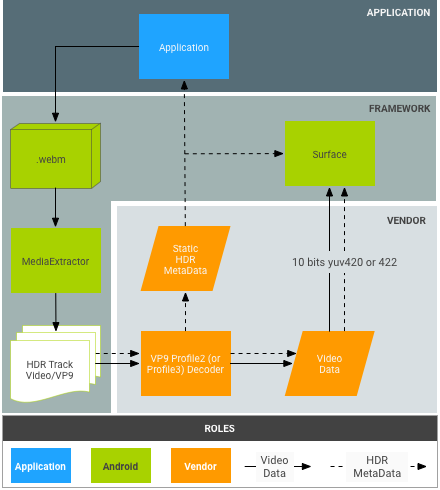 APPLICATION
Application
FRAMEWORK
.webm
Surface
VENDOR
MediaExtractor
Static
HDR
MetaData
10 bits yuv420 or 422
HDR Track
Video/VP9
VP9 Profile2 (or
Profile3) Decoder
Video
Data
ROLES
Application
Android
Vendor
Video
Data
HDR
MetaData